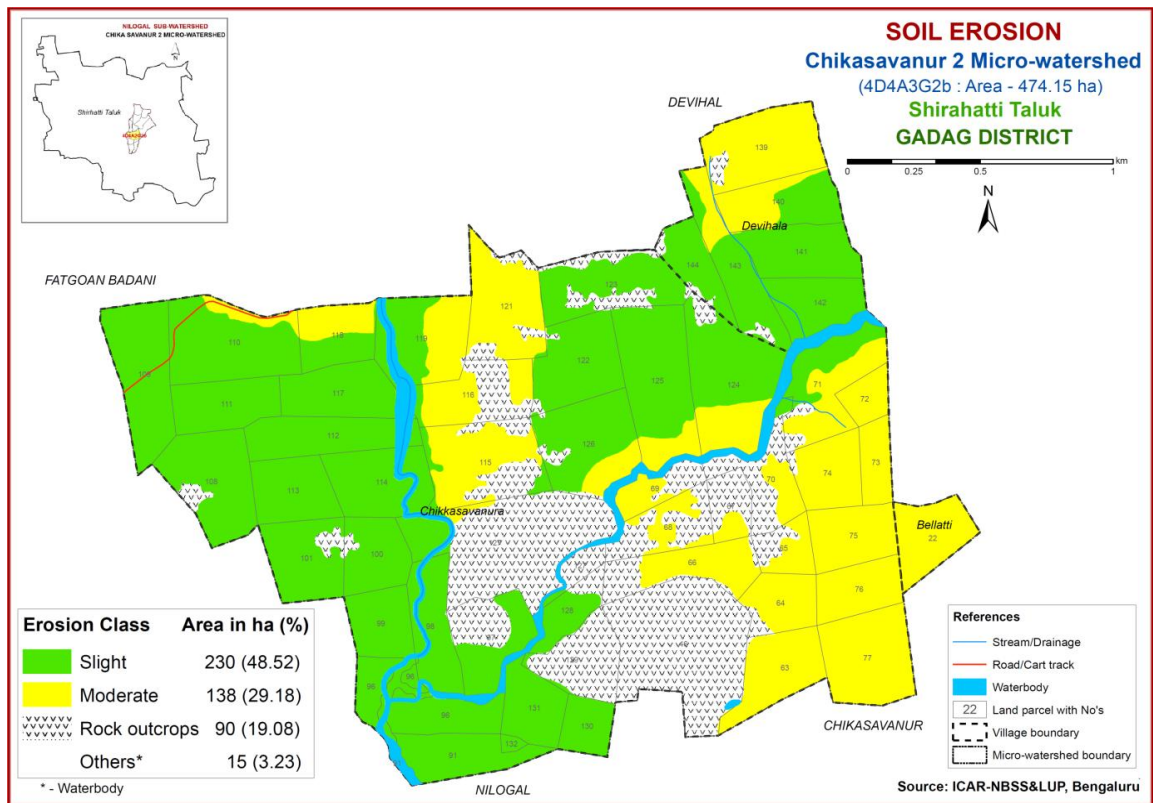 NILOGAL SUB-WATERSHED
CHIKA SAVANUR 2 MICRO-WATERSHED
N
Shirhatti Taluk
SOIL EROSION
Chikasavanur 2 Micro-watershed
(4D4A3G2b : Area - 474.15 ha)
Shirahatti Taluk
GADAG DISTRICT
km
0 0.25 0.5 1
N
DEVIHAL
139
140
Devihala
141
144
143
142
FATGOAN BADANI
121
123
110
118
119
122
125
124
71
72
109
111
117
116
112
126
115
74
73
70
108
113
114
69
Chikkasavanura
68
75
Bellatti
22
101
100
65
66
64
76
99
98
128
97
63
77
96
96
131
130
91
132
CHIKASAVANUR
NILOGAL
Erosion Class Area in ha (%)
Slight 230 (48.52)
Moderate 138 (29.18)
Rock outcrops 90 (19.08)
Others* 15 (3.23)
* - Waterbody
References
Stream/Drainage
Road/Cart track
Waterbody
22 Land parcel with No's
Village boundary
Micro-watershed boundary
Source: ICAR-NBSS&LUP, Bengaluru